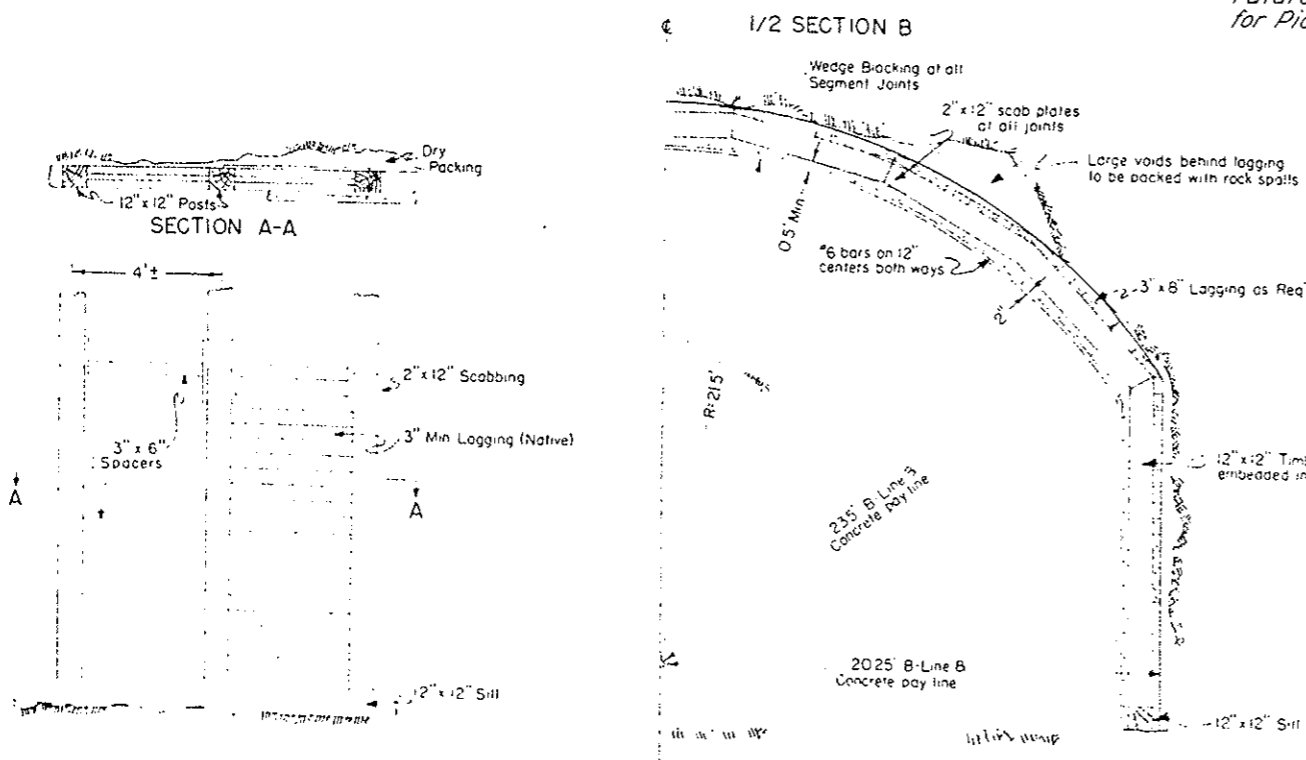 for Pic
₵ 1/2 SECTION B
Wedge Blocking at all
Segment Joints
2"x12" scab plates
at all joints
Large voids behind lagging
to be packed with rock spalls
0.5' Min
#6 bars on 12"
centers both ways
2"
3"x8" Lagging as Req'
R=21.5'
23.5' B-Line &
Concrete pay line
20.25' B-Line &
Concrete pay line
12"x12" Tim
embedded in
12"x12" Sill
Dry
Packing
12"x12" Posts
SECTION A-A
4'±
2"x12" Scabbing
3" Min Lagging (Native)
3"x6"
Spacers
A
A
12"x12" Sill